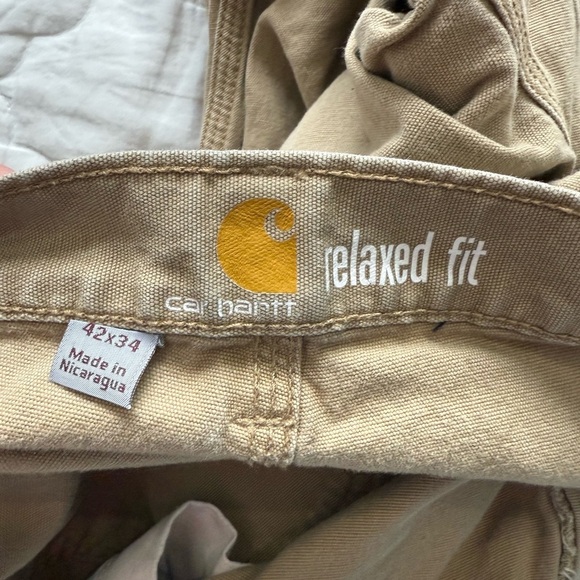 relaxed fit
carhartt
42x34
Made in
Nicaragua